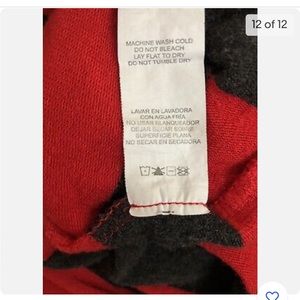 12 of 12
MACHINE WASH COLD
DO NOT BLEACH
LAY FLAT TO DRY
DO NOT TUMBLE DRY
LAVAR EN LAVADORA
CON AGUA FRÍA
NO USAR BLANQUEADOR
DEJAR SECAR SOBRE
SUPERFICIE PLANA
NO SECAR EN SECADORA